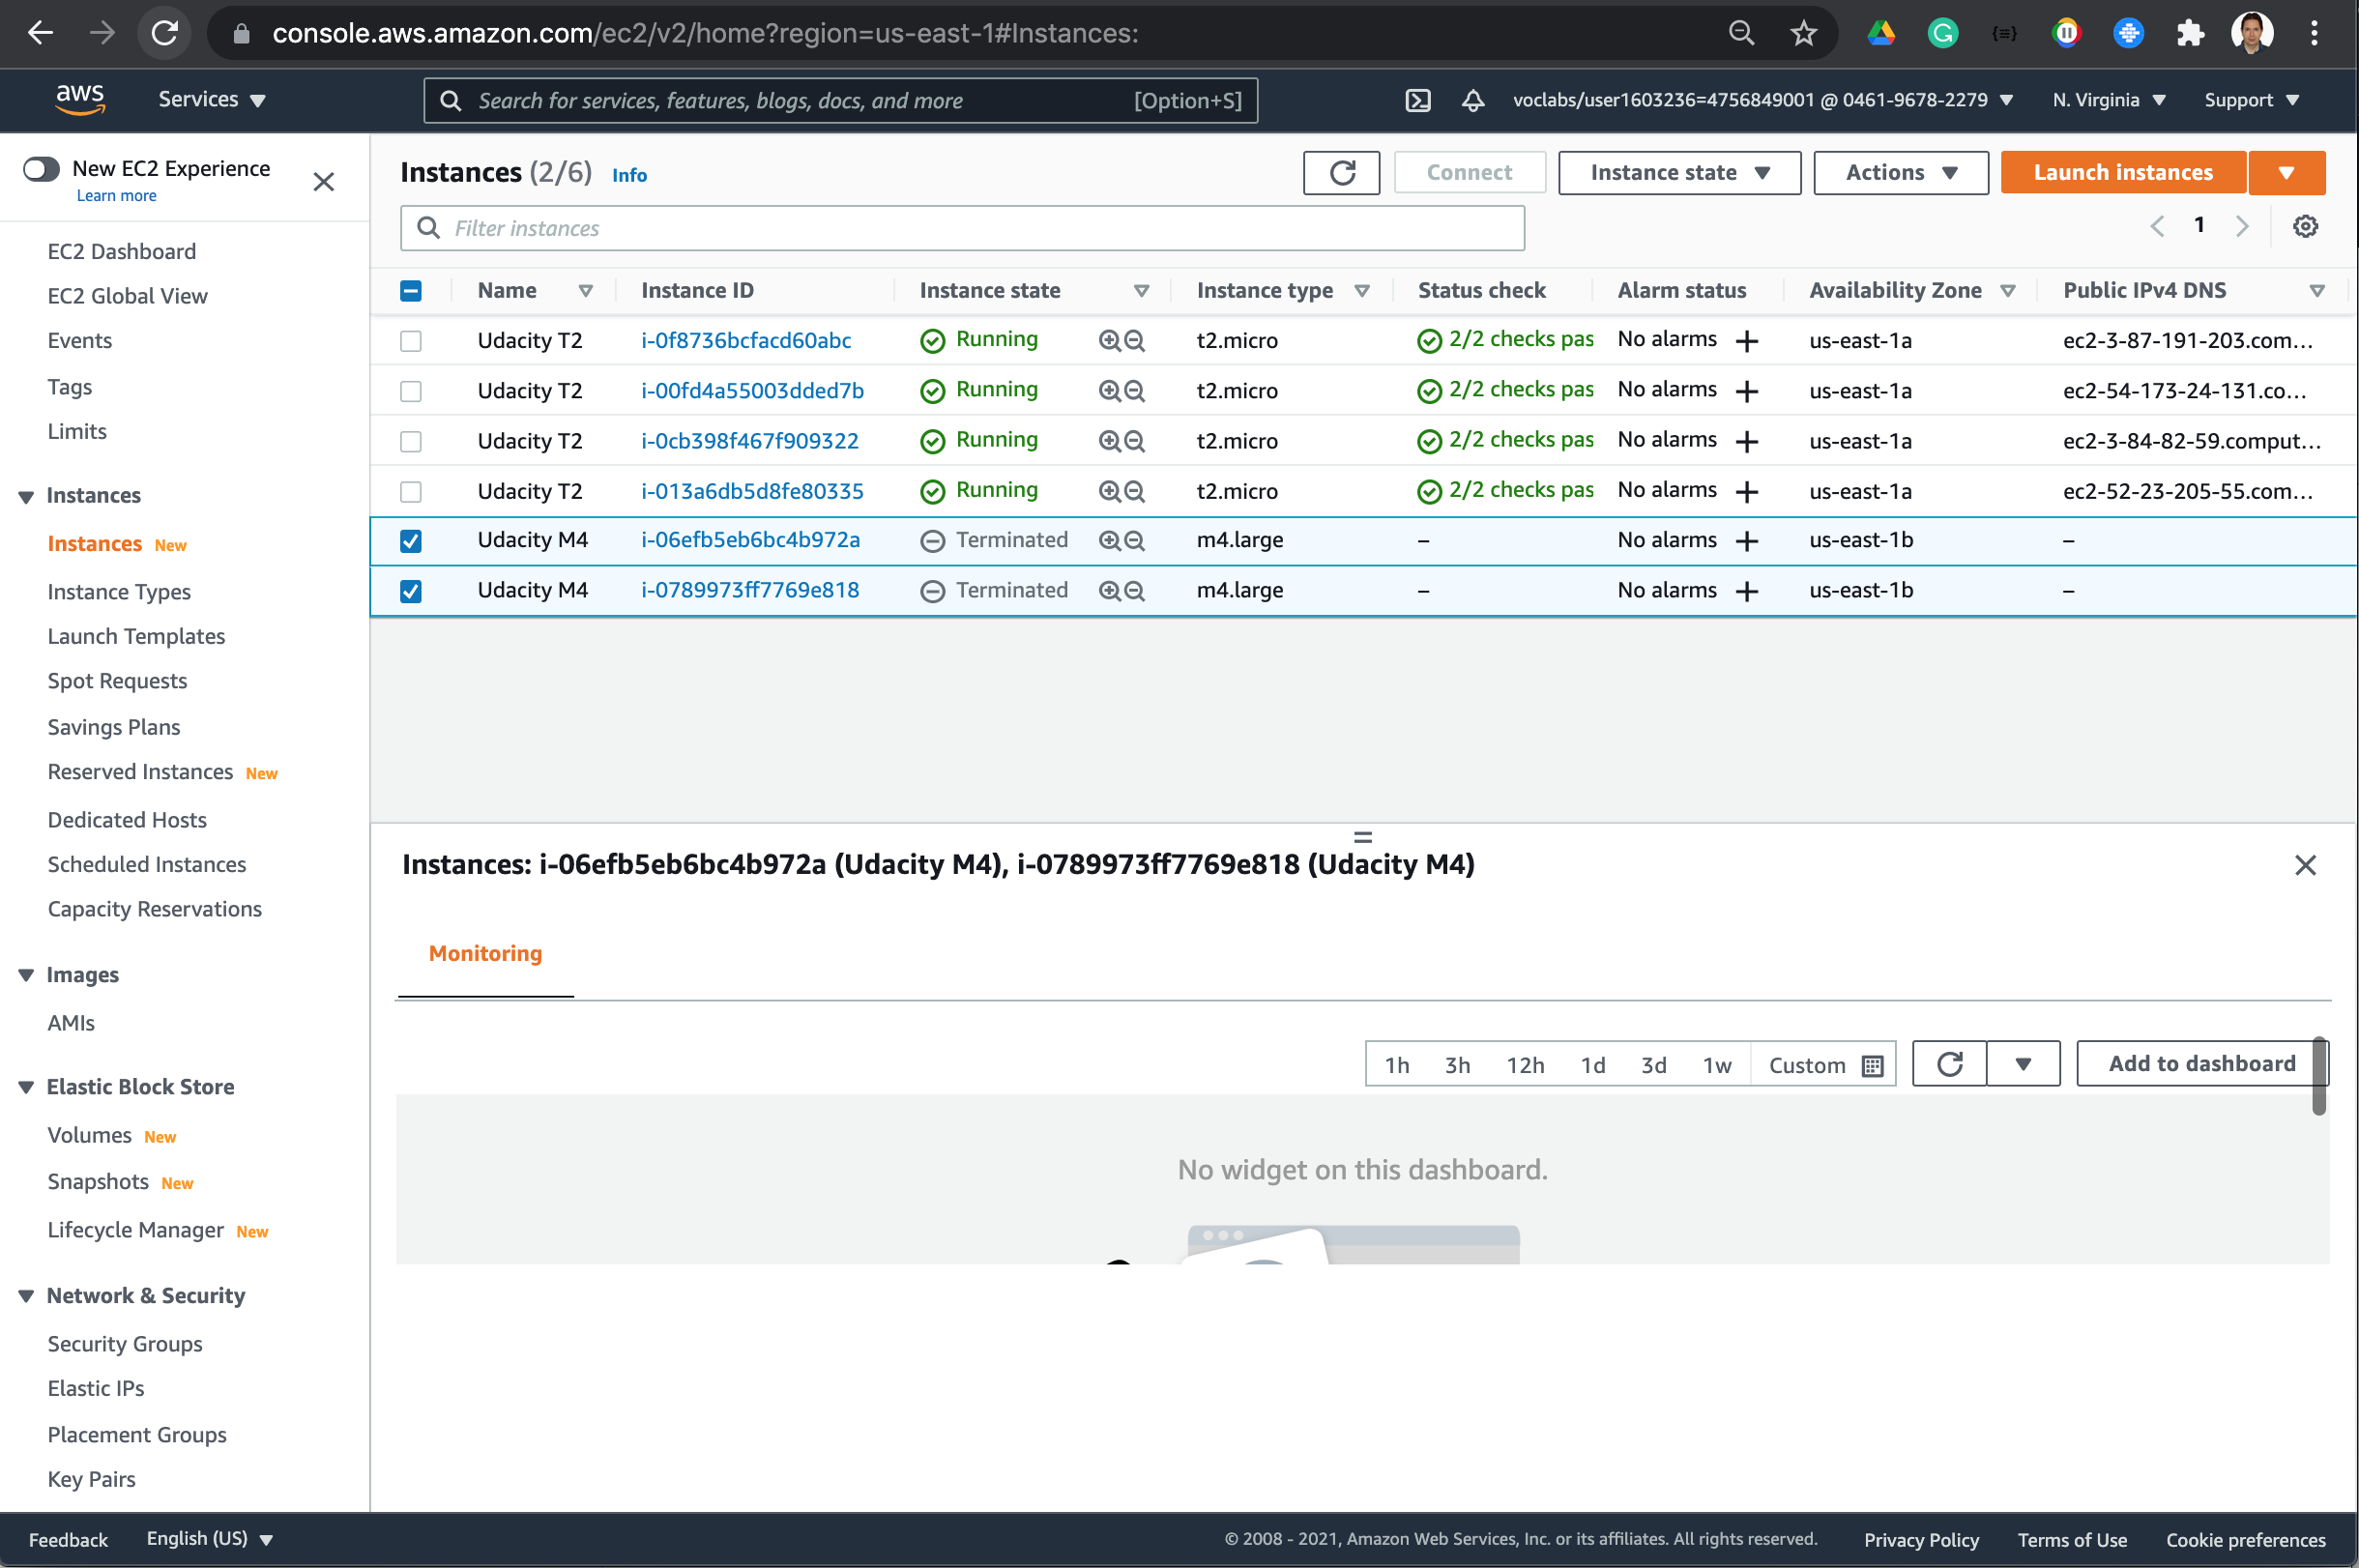 console.aws.amazon.com/ec2/v2/home?region=us-east-1#Instances:
aws Services Search for services, features, blogs, docs, and more [Option+S] voclabs/user1603236=4756849001 @ 0461-9678-2279 N. Virginia Support
New EC2 Experience
Learn more
EC2 Dashboard
EC2 Global View
Events
Tags
Limits
Instances
Instances New
Instance Types
Launch Templates
Spot Requests
Savings Plans
Reserved Instances New
Dedicated Hosts
Scheduled Instances
Capacity Reservations
Images
AMIs
Elastic Block Store
Volumes New
Snapshots New
Lifecycle Manager New
Network & Security
Security Groups
Elastic IPs
Placement Groups
Key Pairs
Instances (2/6) Info Connect Instance state Actions Launch instances
Filter instances 1
Name Instance ID Instance state Instance type Status check Alarm status Availability Zone Public IPv4 DNS
Udacity T2 i-0f8736bcfacd60abc Running t2.micro 2/2 checks pas No alarms + us-east-1a ec2-3-87-191-203.com...
Udacity T2 i-00fd4a55003dded7b Running t2.micro 2/2 checks pas No alarms + us-east-1a ec2-54-173-24-131.co...
Udacity T2 i-0cb398f467f909322 Running t2.micro 2/2 checks pas No alarms + us-east-1a ec2-3-84-82-59.comput...
Udacity T2 i-013a6db5d8fe80335 Running t2.micro 2/2 checks pas No alarms + us-east-1a ec2-52-23-205-55.com...
Udacity M4 i-06efb5eb6bc4b972a Terminated m4.large – No alarms + us-east-1b –
Udacity M4 i-0789973ff7769e818 Terminated m4.large – No alarms + us-east-1b –
Instances: i-06efb5eb6bc4b972a (Udacity M4), i-0789973ff7769e818 (Udacity M4)
Monitoring
1h 3h 12h 1d 3d 1w Custom Add to dashboard
No widget on this dashboard.
Feedback English (US) © 2008 - 2021, Amazon Web Services, Inc. or its affiliates. All rights reserved. Privacy Policy Terms of Use Cookie preferences